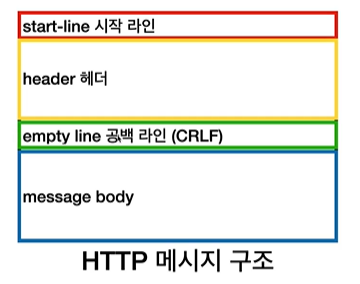 start-line 시작 라인
header 헤더
empty line 공백 라인 (CRLF)
message body
HTTP 메시지 구조